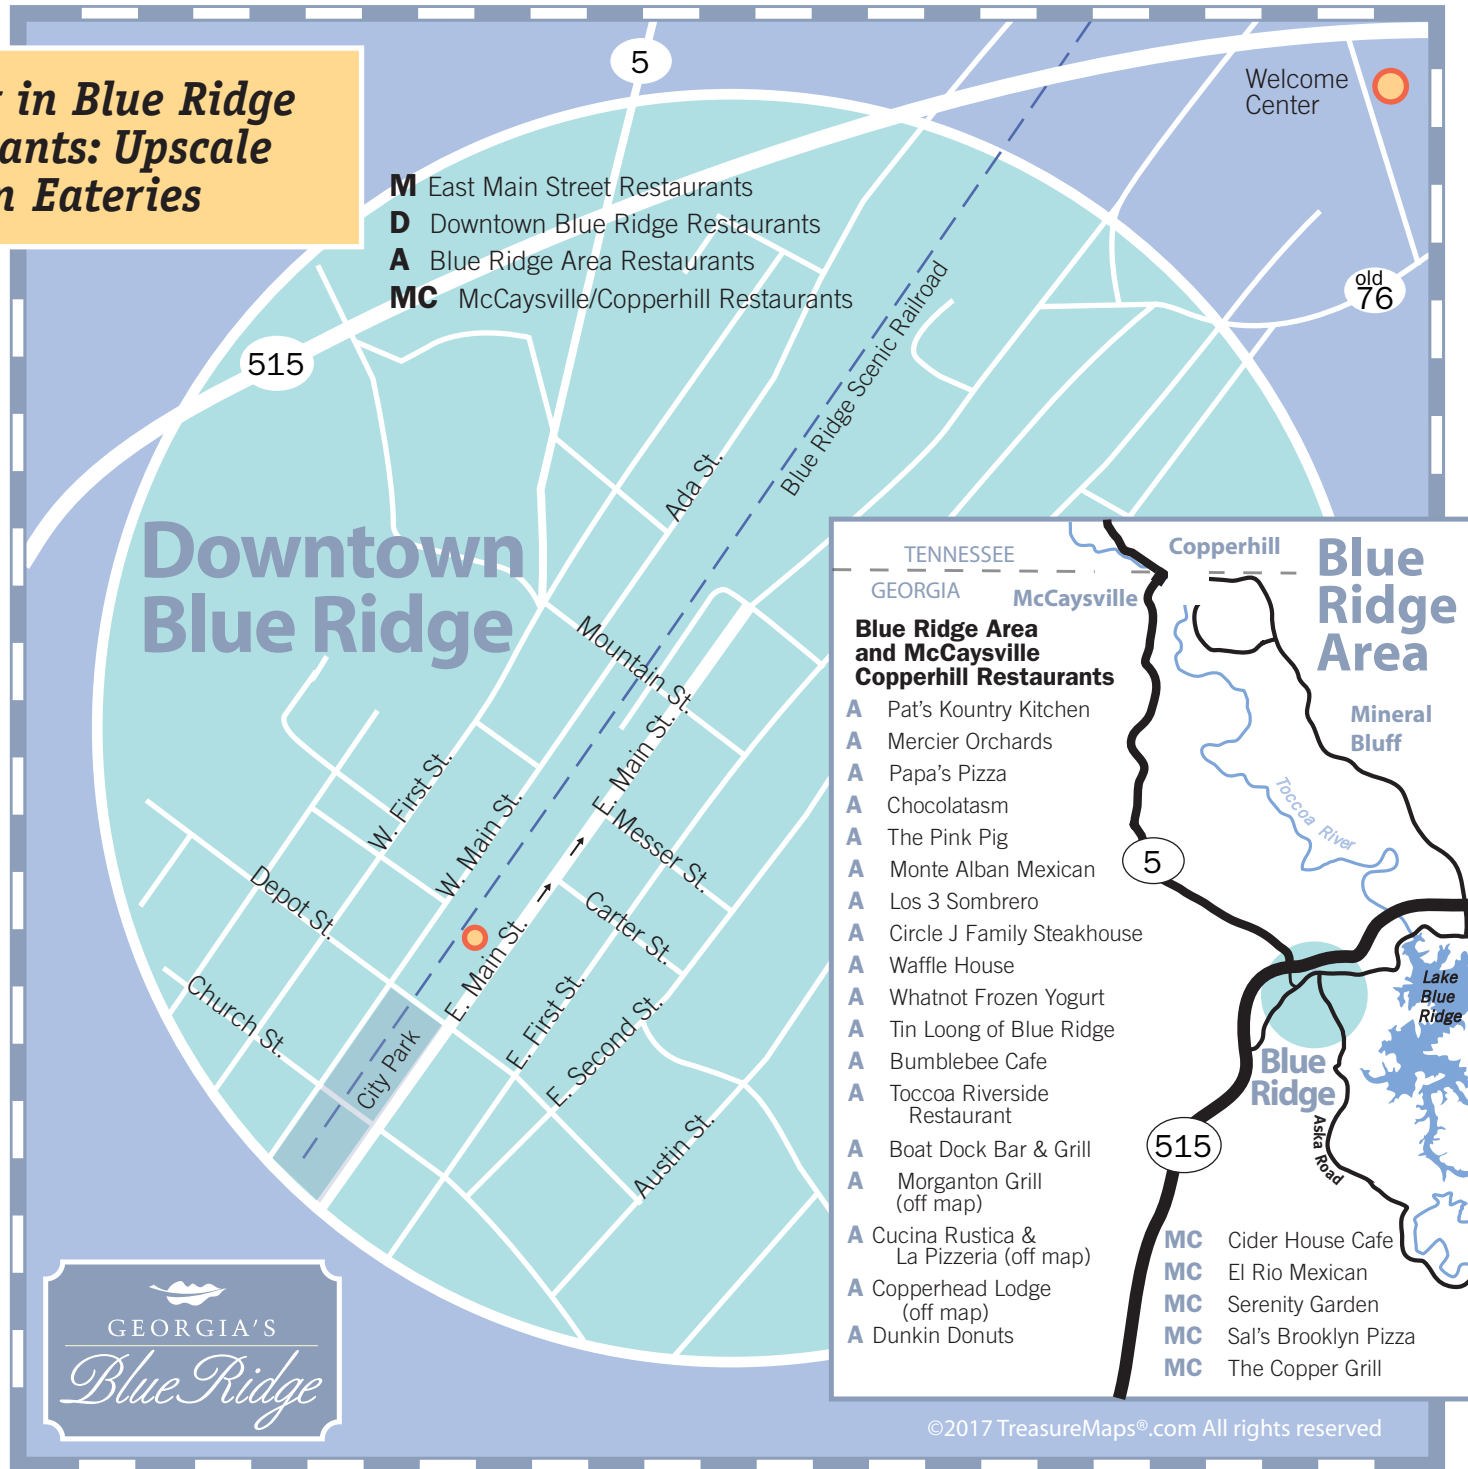 in Blue Ridge
ants: Upscale
Eateries
5
Welcome
Center
M East Main Street Restaurants
D Downtown Blue Ridge Restaurants
A Blue Ridge Area Restaurants
MC McCaysville/Copperhill Restaurants
old
76
515
Blue Ridge Scenic Railroad
Ada St.
Downtown
Blue Ridge
Mountain St.
E. Main St.
W. First St.
W. Main St.
Messer St.
Depot St.
Carter St.
E. Main St.
Church St.
City Park
E. First St.
E. Second St.
Austin St.
TENNESSEE
GEORGIA
Copperhill
McCaysville
Blue
Ridge
Area
Blue Ridge Area
and McCaysville
Copperhill Restaurants
A Pat's Kountry Kitchen
A Mercier Orchards
A Papa's Pizza
A Chocolatasm
A The Pink Pig
A Monte Alban Mexican
A Los 3 Sombrero
A Circle J Family Steakhouse
A Waffle House
A Whatnot Frozen Yogurt
A Tin Loong of Blue Ridge
A Bumblebee Cafe
A Toccoa Riverside
Restaurant
A Boat Dock Bar & Grill
A Morganton Grill
(off map)
A Cucina Rustica &
La Pizzeria (off map)
A Copperhead Lodge
(off map)
A Dunkin Donuts
Mineral
Bluff
Toccoa River
5
Lake
Blue
Ridge
Blue
Ridge
Aska Road
515
MC Cider House Cafe
MC El Rio Mexican
MC Serenity Garden
MC Sal's Brooklyn Pizza
MC The Copper Grill
GEORGIA'S
Blue Ridge
©2017 TreasureMaps®.com All rights reserved